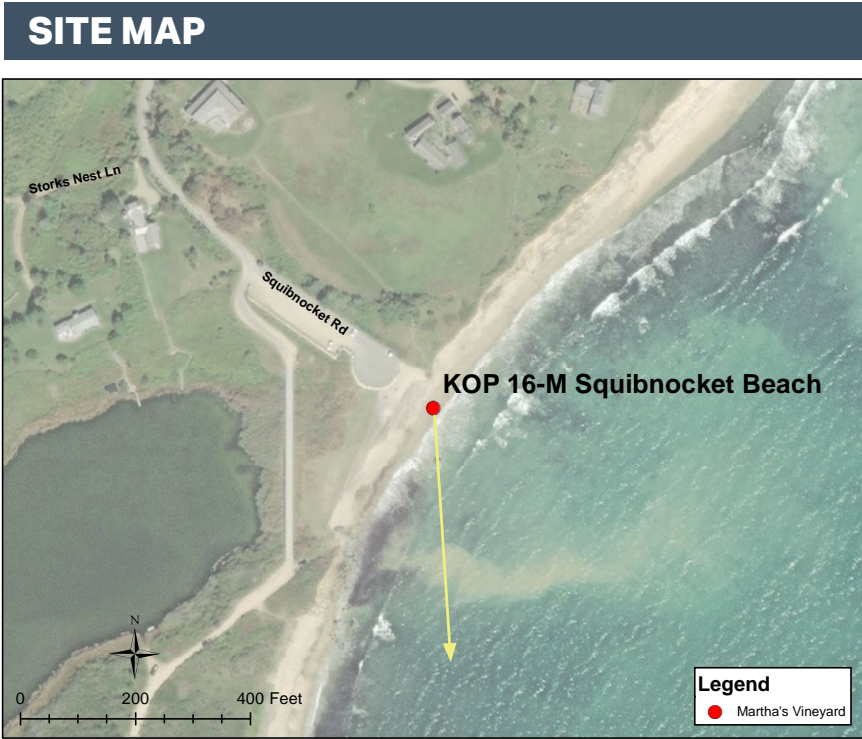 SITE MAP
Storks Nest Ln
Squibnocket Rd
KOP 16-M Squibnocket Beach
N
0 200 400 Feet
Legend
Martha's Vineyard